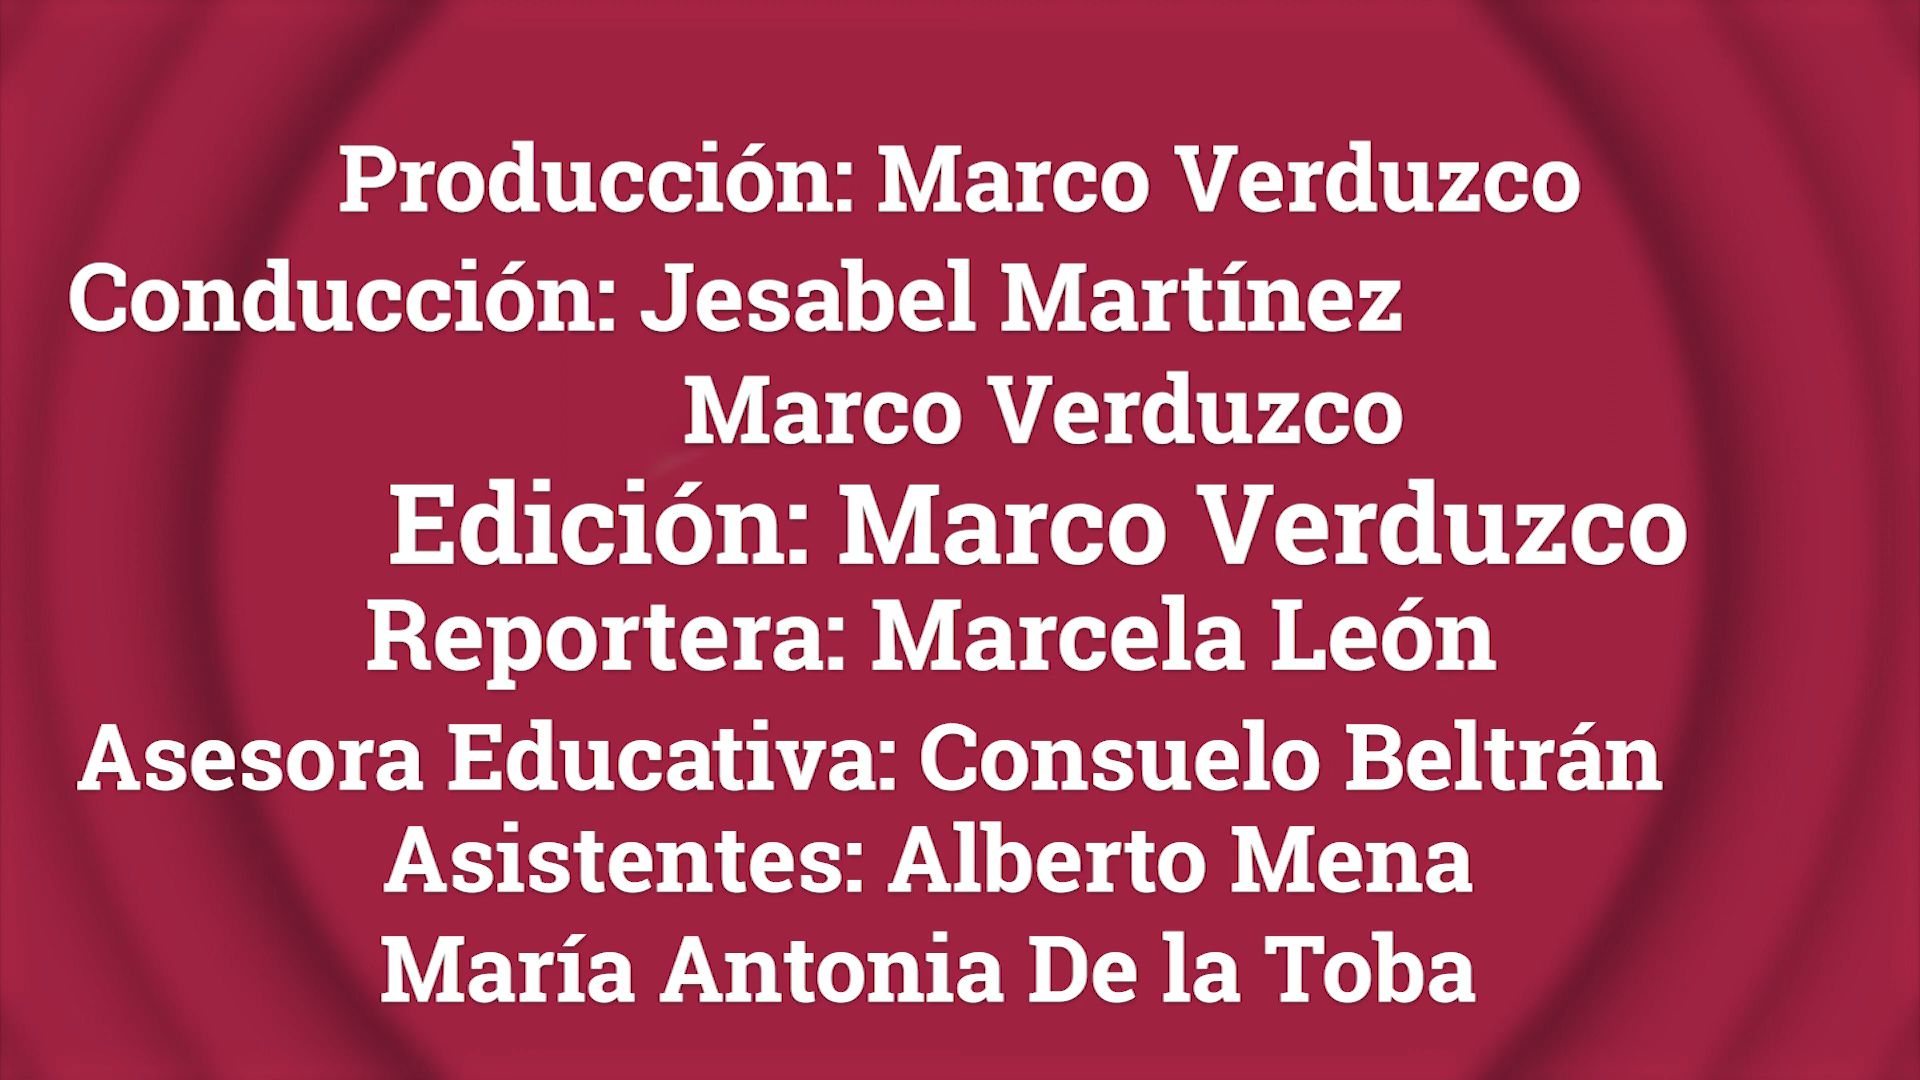 Producción: Marco Verduzco
Conducción: Jesabel Martínez
Marco Verduzco
Edición: Marco Verduzco
Reportera: Marcela León
Asesora Educativa: Consuelo Beltrán
Asistentes: Alberto Mena
María Antonia De la Toba